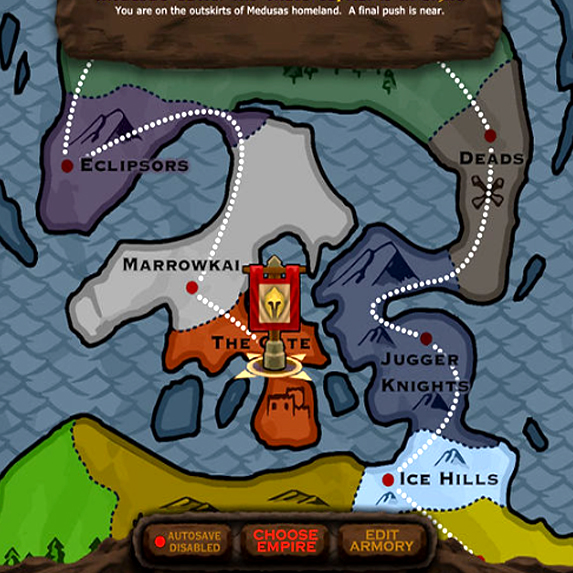 You are on the outskirts of Medusas homeland. A final push is near.
ECLIPSORS
DEADS
MARROWKAI
JUGGER
KNIGHTS
ICE HILLS
AUTOSAVE
DISABLED
CHOOSE
EMPIRE
EDIT
ARMORY